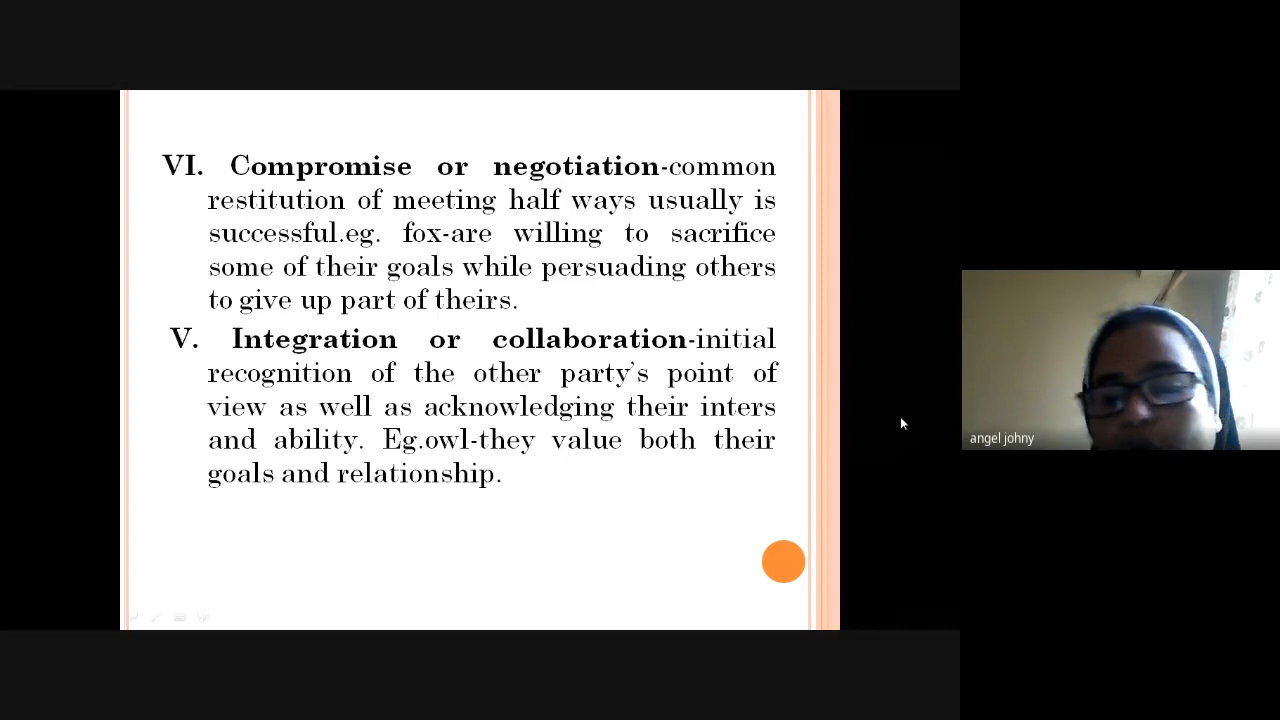 VI. Compromise or negotiation-common
restitution of meeting half ways usually is
successful.eg. fox-are willing to sacrifice
some of their goals while persuading others
to give up part of theirs.
V. Integration or collaboration-initial
recognition of the other party's point of
view as well as acknowledging their inters
and ability. Eg.owl-they value both their
goals and relationship.
angel johny